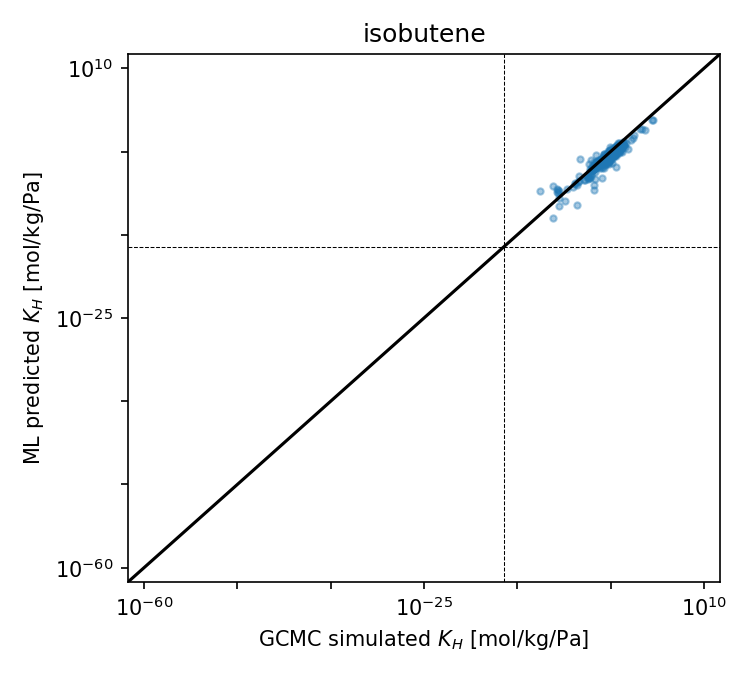 isobutene
10^10
10^-25
10^-60
ML predicted K_H [mol/kg/Pa]
10^-60 10^-25 10^10
GCMC simulated K_H [mol/kg/Pa]